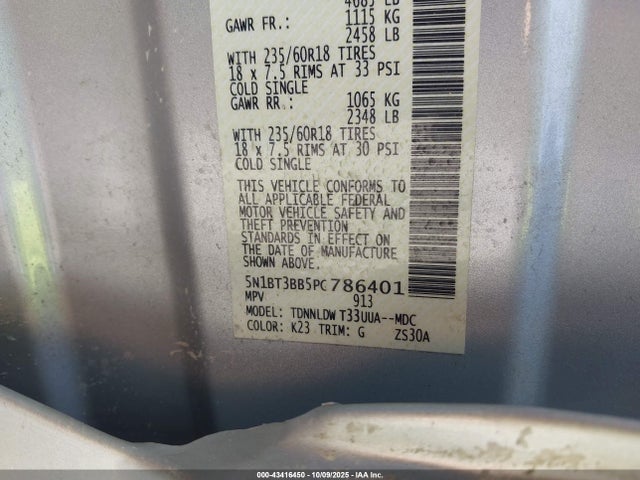 4685 LB
GAWR FR.: 1115 KG
2458 LB
WITH 235/60R18 TIRES
18 x 7.5 RIMS AT 33 PSI
COLD SINGLE
GAWR RR.: 1065 KG
2348 LB
WITH 235/60R18 TIRES
18 x 7.5 RIMS AT 30 PSI
COLD SINGLE
THIS VEHICLE CONFORMS TO
ALL APPLICABLE FEDERAL
MOTOR VEHICLE SAFETY AND
THEFT PREVENTION
STANDARDS IN EFFECT ON
THE DATE OF MANUFACTURE
SHOWN ABOVE.
5N1BT3BB5PC786401
MPV 913
MODEL: TDNNLDW T33UUA--MDC
COLOR: K23 TRIM: G ZS30A
000-43416450 - 10/09/2025 - IAA Inc.